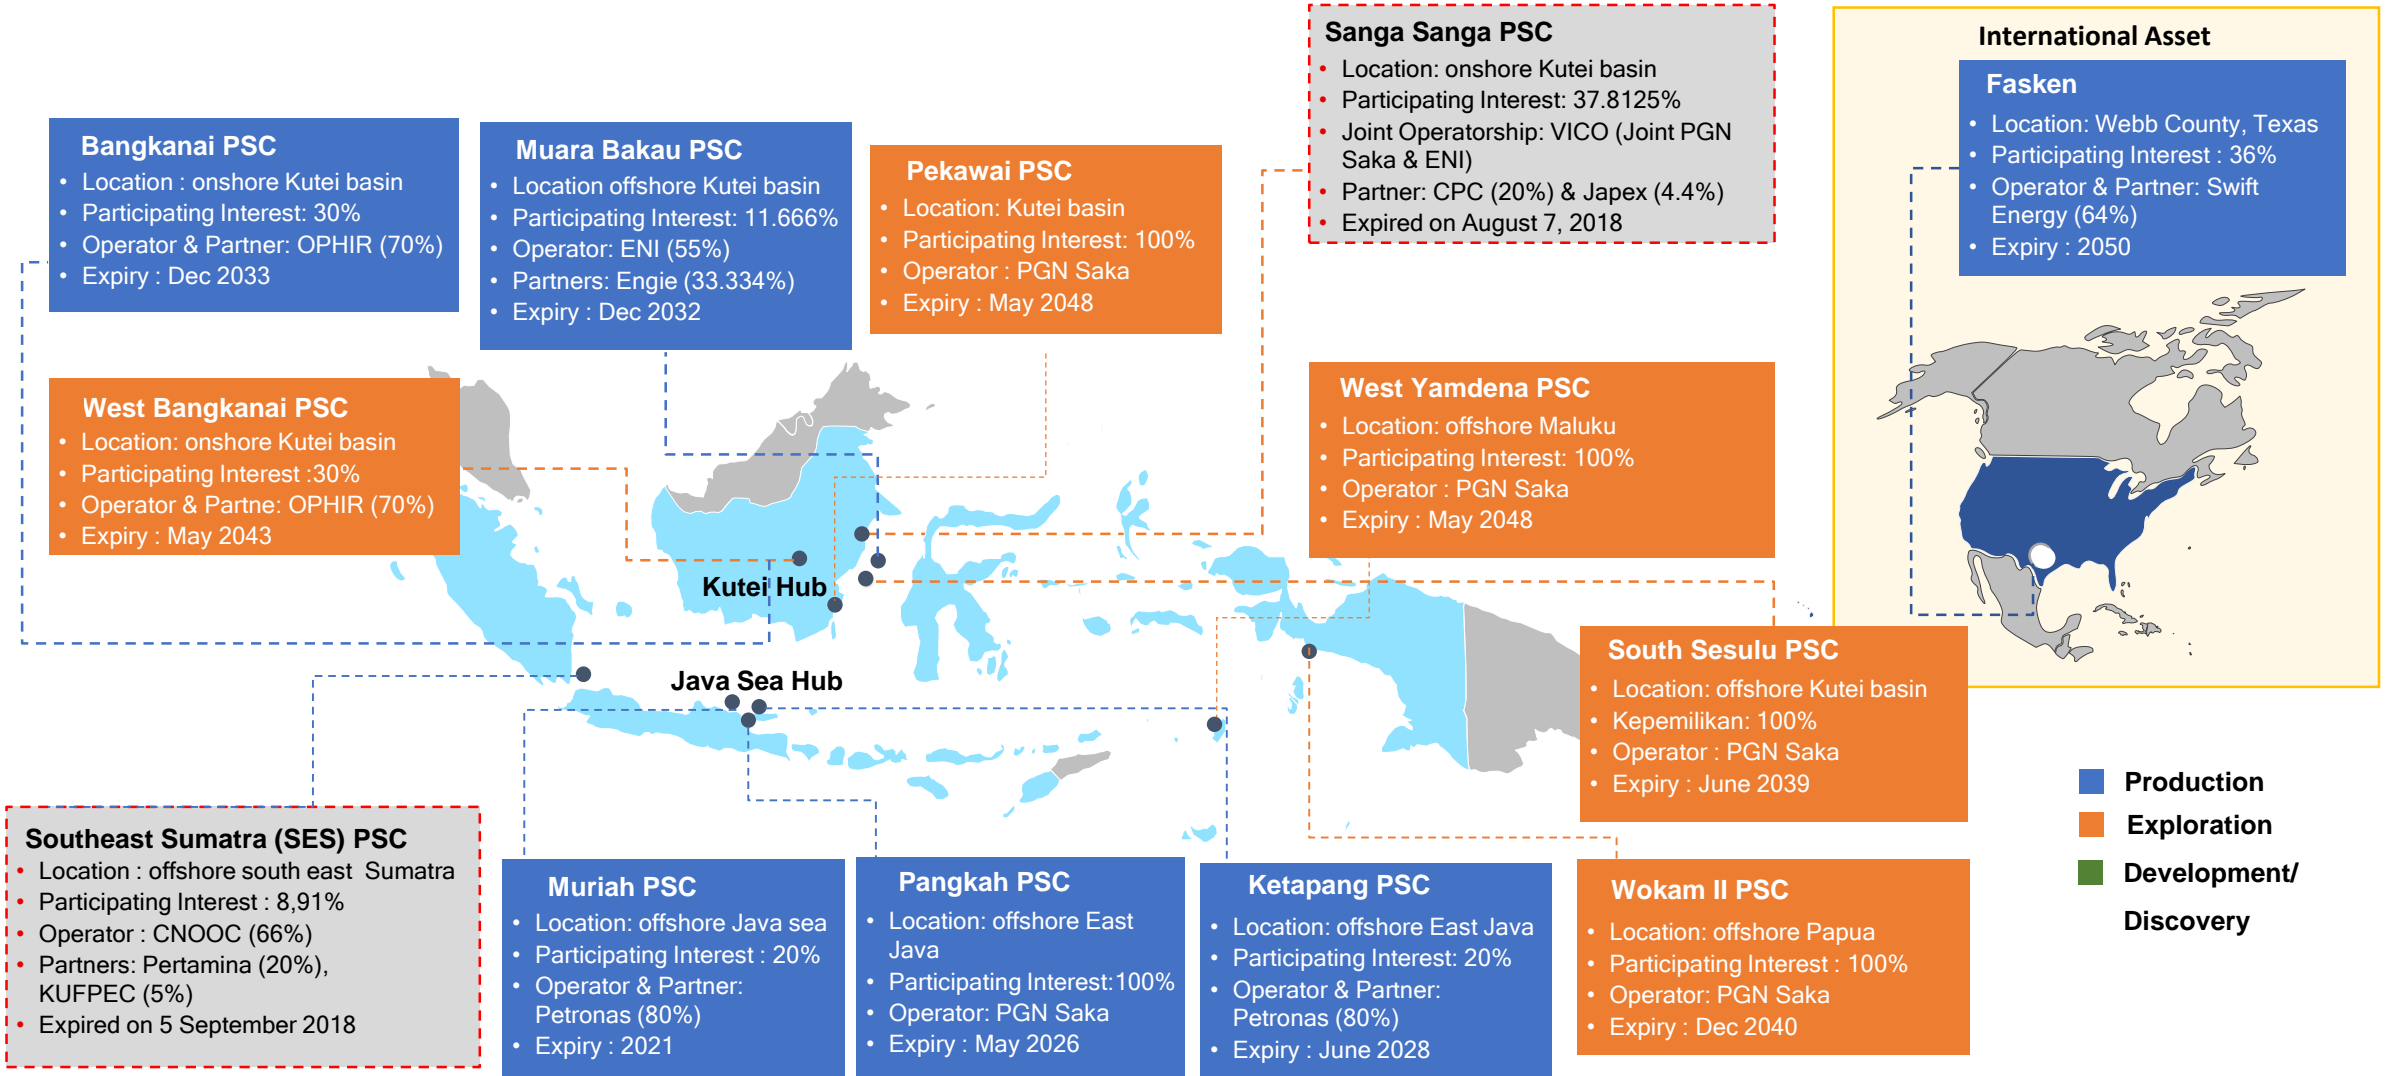 Sanga Sanga PSC
• Location: onshore Kutei basin
• Participating Interest: 37.8125%
• Joint Operatorship: VICO (Joint PGN
Saka & ENI)
• Partner: CPC (20%) & Japex (4.4%)
• Expired on August 7, 2018
International Asset
Fasken
• Location: Webb County, Texas
• Participating Interest : 36%
• Operator & Partner: Swift
Energy (64%)
• Expiry : 2050
Bangkanai PSC
• Location : onshore Kutei basin
• Participating Interest: 30%
• Operator & Partner: OPHIR (70%)
• Expiry : Dec 2033
Muara Bakau PSC
• Location offshore Kutei basin
• Participating Interest: 11.666%
• Operator: ENI (55%)
• Partners: Engie (33.334%)
• Expiry : Dec 2032
Pekawai PSC
• Location: Kutei basin
• Participating Interest: 100%
• Operator : PGN Saka
• Expiry : May 2048
West Bangkanai PSC
• Location: onshore Kutei basin
• Participating Interest :30%
• Operator & Partne: OPHIR (70%)
• Expiry : May 2043
West Yamdena PSC
• Location: offshore Maluku
• Participating Interest: 100%
• Operator : PGN Saka
• Expiry : May 2048
Kutei Hub
Java Sea Hub
South Sesulu PSC
• Location: offshore Kutei basin
• Kepemilikan: 100%
• Operator : PGN Saka
• Expiry : June 2039
Production
Exploration
Development/
Discovery
Southeast Sumatra (SES) PSC
• Location : offshore south east Sumatra
• Participating Interest : 8,91%
• Operator : CNOOC (66%)
• Partners: Pertamina (20%),
KUFPEC (5%)
• Expired on 5 September 2018
Muriah PSC
• Location: offshore Java sea
• Participating Interest : 20%
• Operator & Partner:
Petronas (80%)
• Expiry : 2021
Pangkah PSC
• Location: offshore East
Java
• Participating Interest:100%
• Operator: PGN Saka
• Expiry : May 2026
Ketapang PSC
• Location: offshore East Java
• Participating Interest: 20%
• Operator & Partner:
Petronas (80%)
• Expiry : June 2028
Wokam II PSC
• Location: offshore Papua
• Participating Interest : 100%
• Operator: PGN Saka
• Expiry : Dec 2040